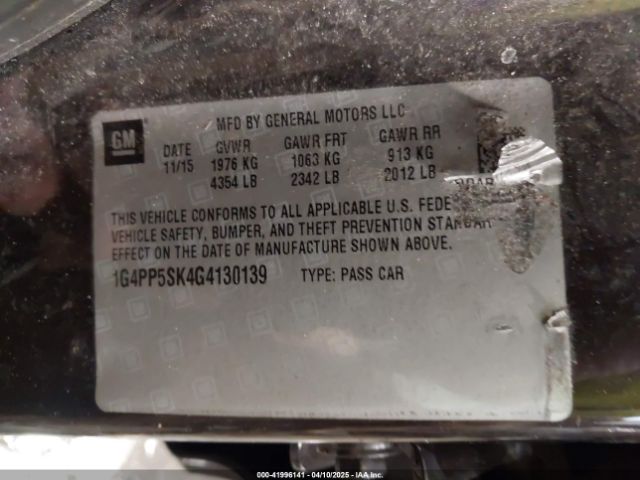 GM
MFD BY GENERAL MOTORS LLC
DATE GVWR GAWR FRT GAWR RR
11/15 1976 KG 1063 KG 913 KG
4354 LB 2342 LB 2012 LB
THIS VEHICLE CONFORMS TO ALL APPLICABLE U.S. FEDE
VEHICLE SAFETY, BUMPER, AND THEFT PREVENTION STANDAR
EFFECT ON THE DATE OF MANUFACTURE SHOWN ABOVE.
1G4PP5SK4G4130139 TYPE: PASS CAR
000-41996141 - 04/10/2025 - IAAI.COM